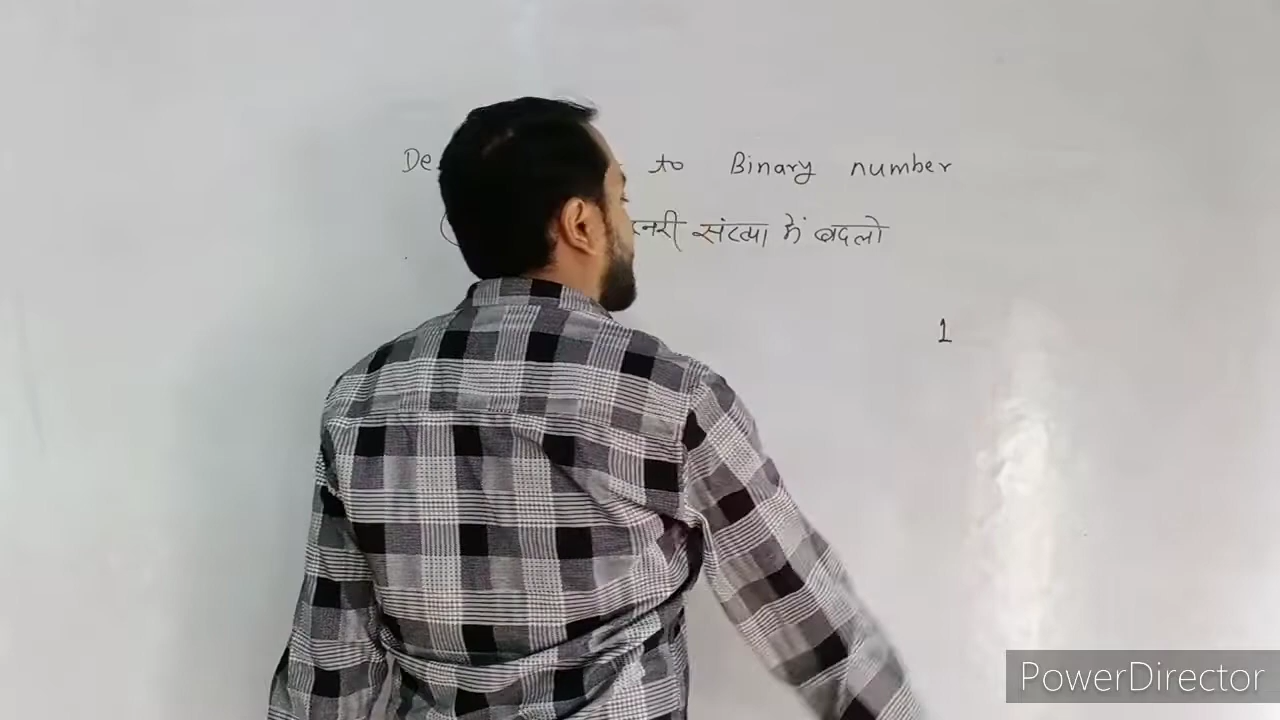 De to Binary number
संख्या में बदलो
1
PowerDirector